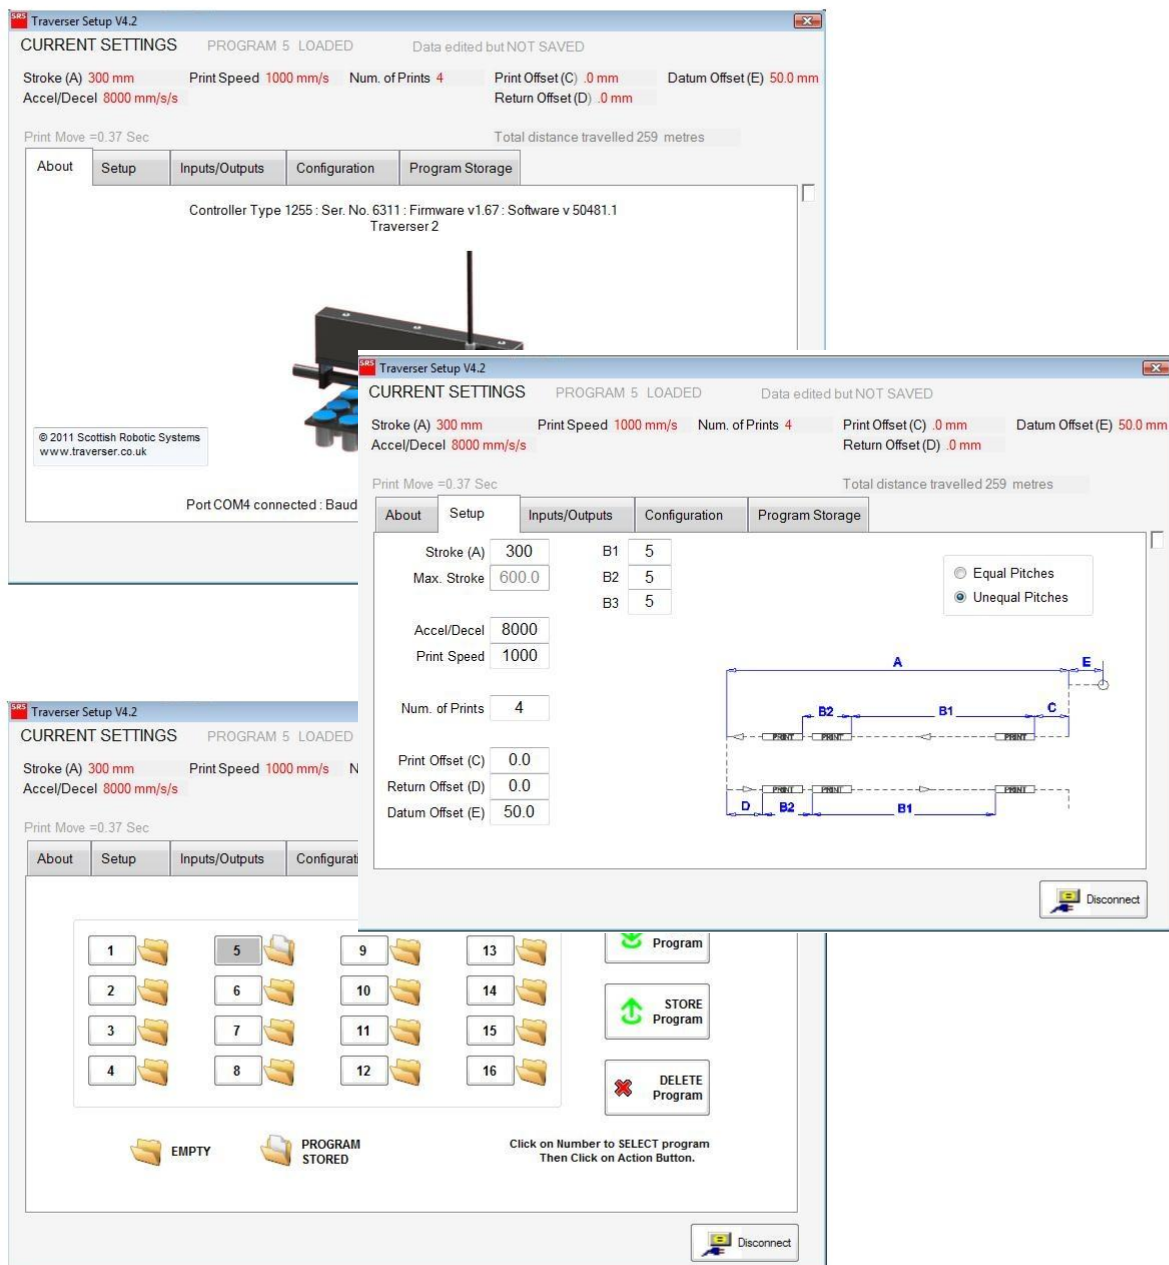 SRS Traverser Setup V4.2
CURRENT SETTINGS PROGRAM 5 LOADED Data edited but NOT SAVED
Stroke (A) 300 mm Print Speed 1000 mm/s Num. of Prints 4 Print Offset (C) .0 mm Datum Offset (E) 50.0 mm
Accel/Decel 8000 mm/s/s Return Offset (D) .0 mm
Print Move =0.37 Sec Total distance travelled 259 metres
About Setup Inputs/Outputs Configuration Program Storage
Controller Type 1255 : Ser. No. 6311 : Firmware v1.67 : Software v 50481.1
Traverser 2
© 2011 Scottish Robotic Systems
www.traverser.co.uk
Port COM4 connected : Baud
SRS Traverser Setup V4.2
CURRENT SETTINGS PROGRAM 5 LOADED Data edited but NOT SAVED
Stroke (A) 300 mm Print Speed 1000 mm/s Num. of Prints 4 Print Offset (C) .0 mm Datum Offset (E) 50.0 mm
Accel/Decel 8000 mm/s/s Return Offset (D) .0 mm
Print Move =0.37 Sec Total distance travelled 259 metres
About Setup Inputs/Outputs Configuration Program Storage
Stroke (A) 300 B1 5
Max. Stroke 600.0 B2 5 Equal Pitches
B3 5 Unequal Pitches
Accel/Decel 8000
Print Speed 1000
A E
Num. of Prints 4 B2 B1 C
PRINT PRINT PRINT
Print Offset (C) 0.0
Return Offset (D) 0.0 PRINT PRINT PRINT
Datum Offset (E) 50.0 D B2 B1
Disconnect
SRS Traverser Setup V4.2
CURRENT SETTINGS PROGRAM 5 LOADED
Stroke (A) 300 mm Print Speed 1000 mm/s N
Accel/Decel 8000 mm/s/s
Print Move =0.37 Sec
About Setup Inputs/Outputs Configurati
1 5 9 13 Program
2 6 10 14 STORE
3 7 11 15 Program
4 8 12 16 DELETE
Program
EMPTY PROGRAM
STORED
Click on Number to SELECT program
Then Click on Action Button.
Disconnect